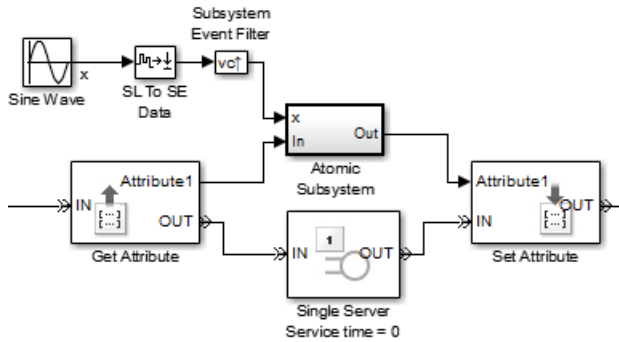 Subsystem
Event Filter
vc↑
x
Sine Wave
SL To SE
Data
x
In
Out
Atomic
Subsystem
Attribute1
IN
[...]
OUT
Get Attribute
IN
1
OUT
Single Server
Service time = 0
Attribute1
IN
[...]
OUT
Set Attribute